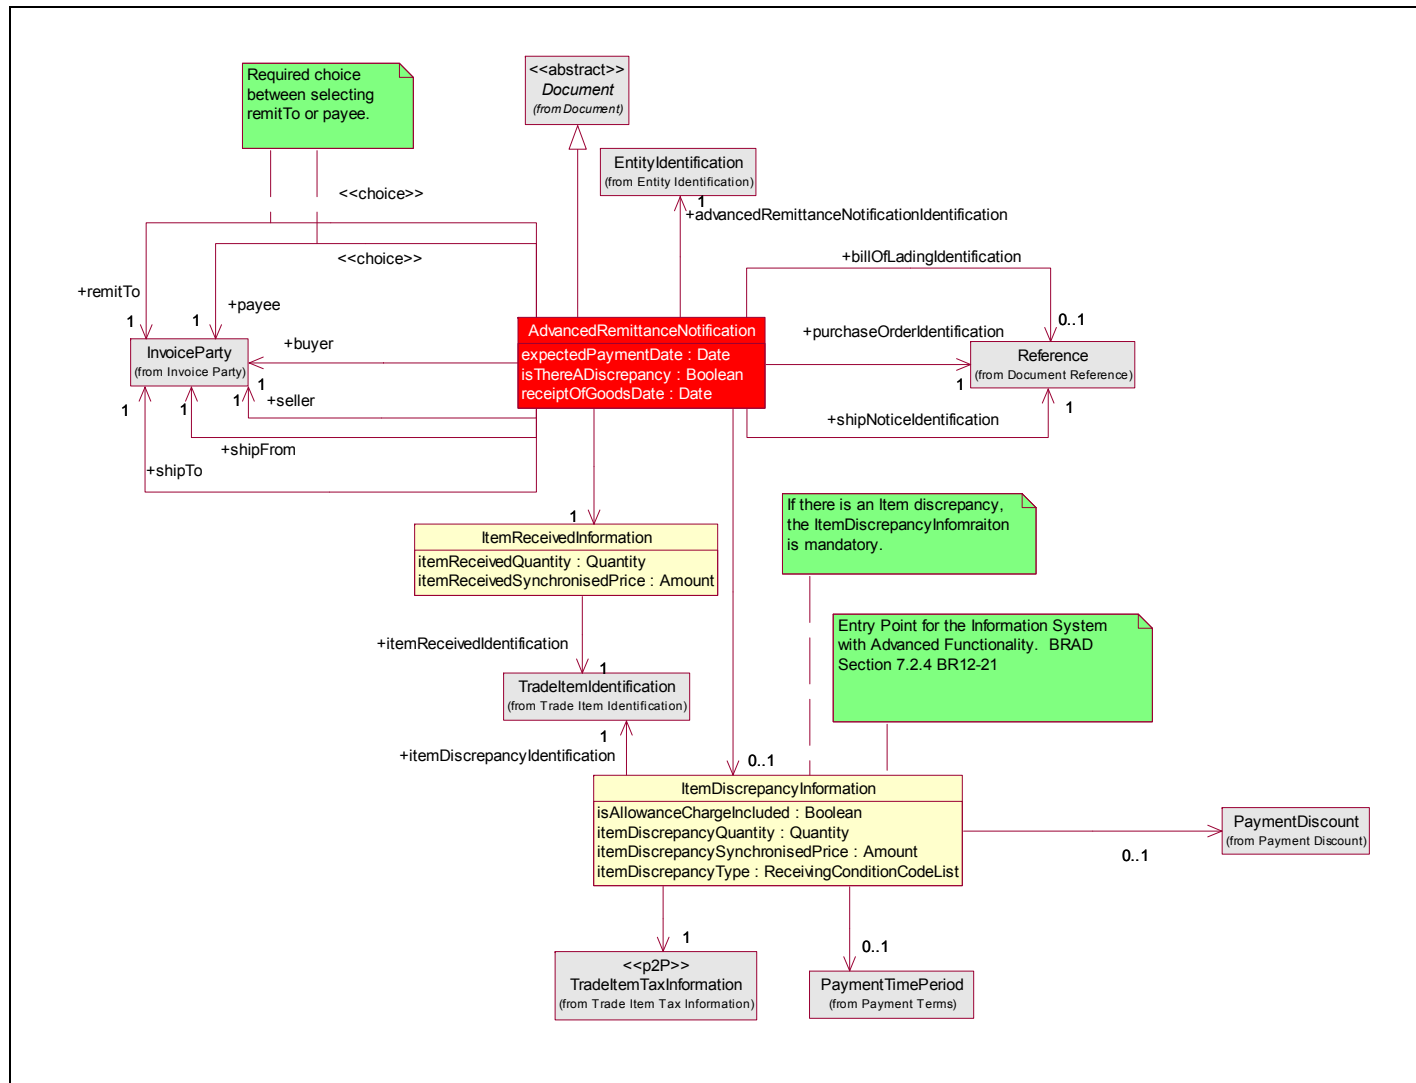 Required choice
between selecting
remitTo or payee.
<<abstract>>
Document
(from Document)
EntityIdentification
(from Entity Identification)
1
+advancedRemittanceNotificationIdentification
<<choice>>
<<choice>>
+billOfLadingIdentification
+remitTo
+payee
1
1
0..1
+buyer
InvoiceParty
(from Invoice Party)
1
1
1
1
+seller
+shipFrom
+shipTo
AdvancedRemittanceNotification
expectedPaymentDate : Date
isThereADiscrepancy : Boolean
receiptOfGoodsDate : Date
+purchaseOrderIdentification
Reference
(from Document Reference)
1
1
+shipNoticeIdentification
If there is an Item discrepancy,
the ItemDiscrepancyInfomraiton
is mandatory.
1
ItemReceivedInformation
itemReceivedQuantity : Quantity
itemReceivedSynchronisedPrice : Amount
Entry Point for the Information System
with Advanced Functionality.  BRAD
Section 7.2.4 BR12-21
+itemReceivedIdentification
1
TradeItemIdentification
(from Trade Item Identification)
1
+itemDiscrepancyIdentification
0..1
ItemDiscrepancyInformation
isAllowanceChargeIncluded : Boolean
itemDiscrepancyQuantity : Quantity
itemDiscrepancySynchronisedPrice : Amount
itemDiscrepancyType : ReceivingConditionCodeList
PaymentDiscount
(from Payment Discount)
0..1
1
0..1
<<p2P>>
TradeItemTaxInformation
(from Trade Item Tax Information)
PaymentTimePeriod
(from Payment Terms)